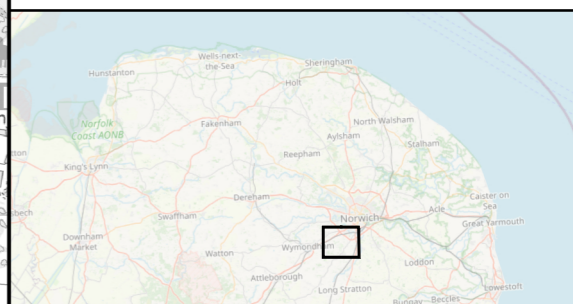 Wells-next
the-Sea
Sheringham
Hunstanton
Holt
Norfolk
Coast AONB
Fakenham
North Walsham
Aylsham
Stalham
Reepham
King's Lynn
Dereham
Caister-on
Sea
Swaffham
Norwich
Acle
Great Yarmouth
Downham
Market
Watton
Wymondham
Loddon
Attleborough
Long Stratton
Lowestoft
Bungay
Beccles